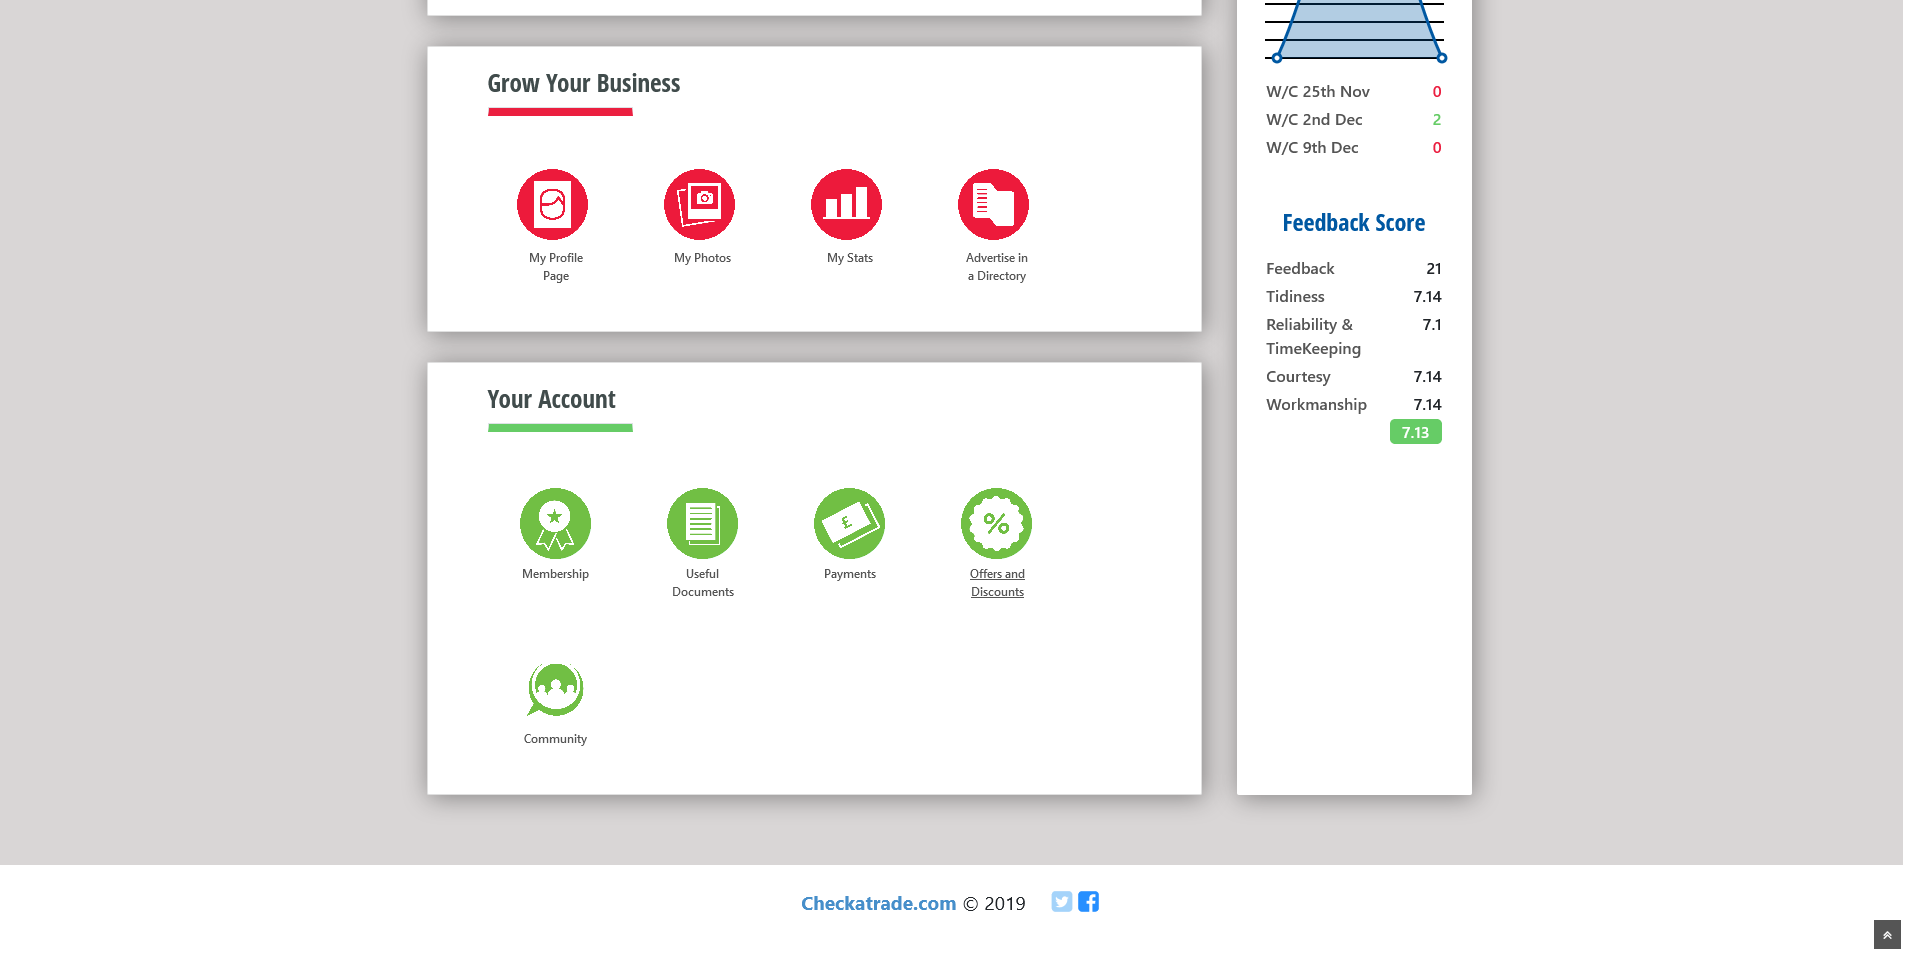 Grow Your Business
My Profile
Page
My Photos
My Stats
Advertise in
a Directory
Your Account
Membership
Useful
Documents
£
Payments
%
Offers and
Discounts
Community
W/C 25th Nov 0
W/C 2nd Dec 2
W/C 9th Dec 0
Feedback Score
Feedback 21
Tidiness 7.14
Reliability & 7.1
TimeKeeping
Courtesy 7.14
Workmanship 7.14
7.13
Checkatrade.com © 2019